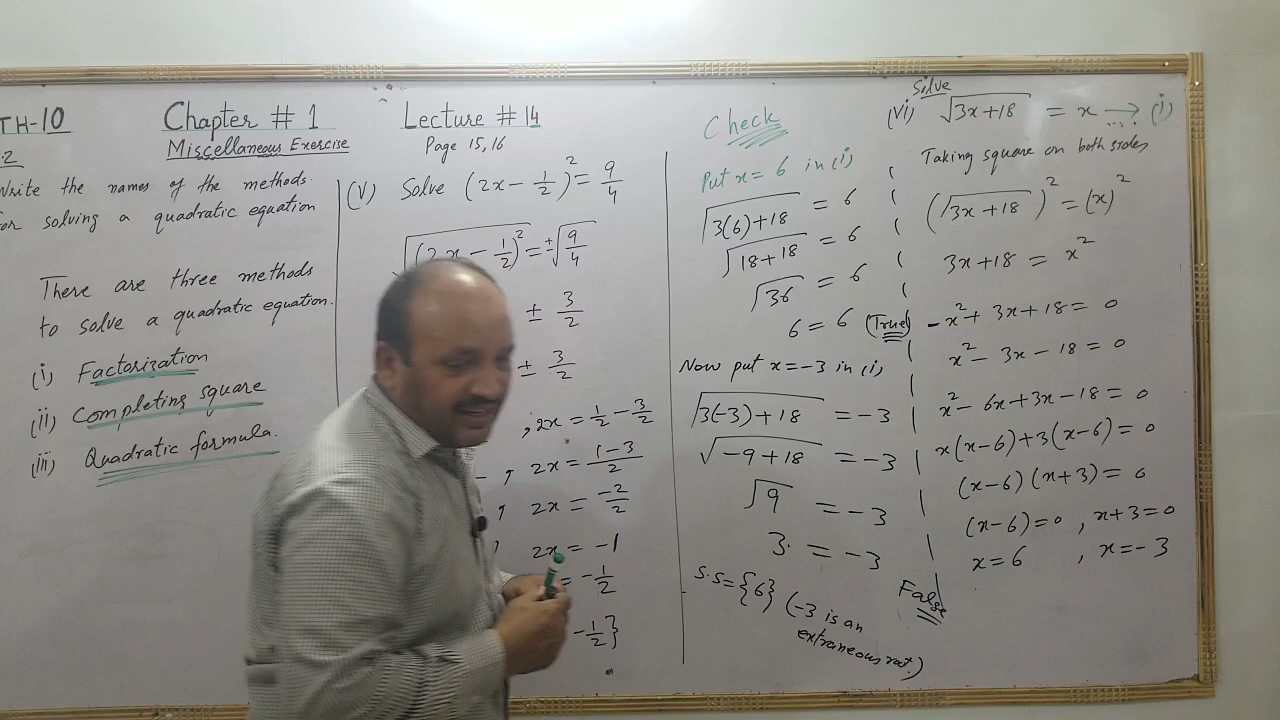 TH-10
Chapter # 1
Miscellaneous Exercise
Lecture # 14
Page 15,16
.2
Write the names of the methods.
for solving a quadratic equation
There are three methods
to solve a quadratic equation.
(i) Factorization
(ii) Completing square
(iii) Quadratic formula.
(V) Solve (2x - 1/2)² = 9/4
√(2x - 1/2)² = ±√9/4
± 3/2
± 3/2
; 2x = 1/2 - 3/2
, 2x = 1-3/2
, 2x = -2/2
, 2x = -1
= -1/2
-1/2}
Check
Put x = 6 in (i)
√3(6)+18 = 6
√18+18 = 6
√36 = 6
6 = 6 (True)
Now put x = -3 in (i)
√3(-3)+18 = -3
√-9+18 = -3
√9 = -3
3 = -3
False
S.S = {6} (-3 is an
extraneous root.)
Solve
(Vi) √3x+18 = x → (i)
Taking square on both sides
(√3x+18)² = (x)²
3x+18 = x²
-x² + 3x + 18 = 0
x² - 3x - 18 = 0
x² - 6x + 3x - 18 = 0
x(x-6)+3(x-6) = 0
(x-6)(x+3) = 0
(x-6) = 0 , x+3 = 0
x = 6 , x = -3